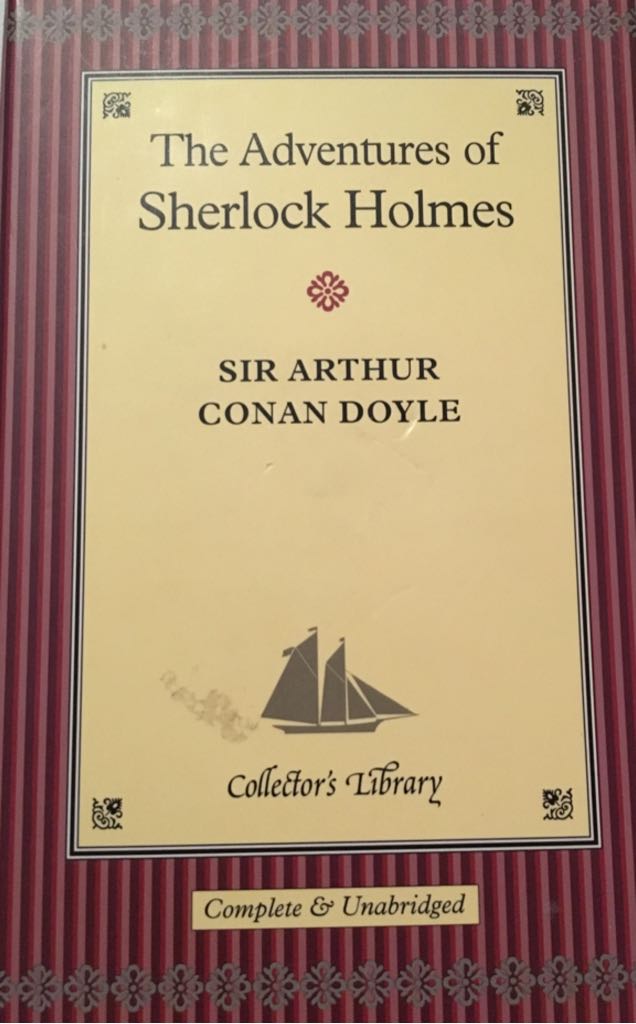 The Adventures of
Sherlock Holmes
SIR ARTHUR
CONAN DOYLE
Collector's Library
Complete & Unabridged